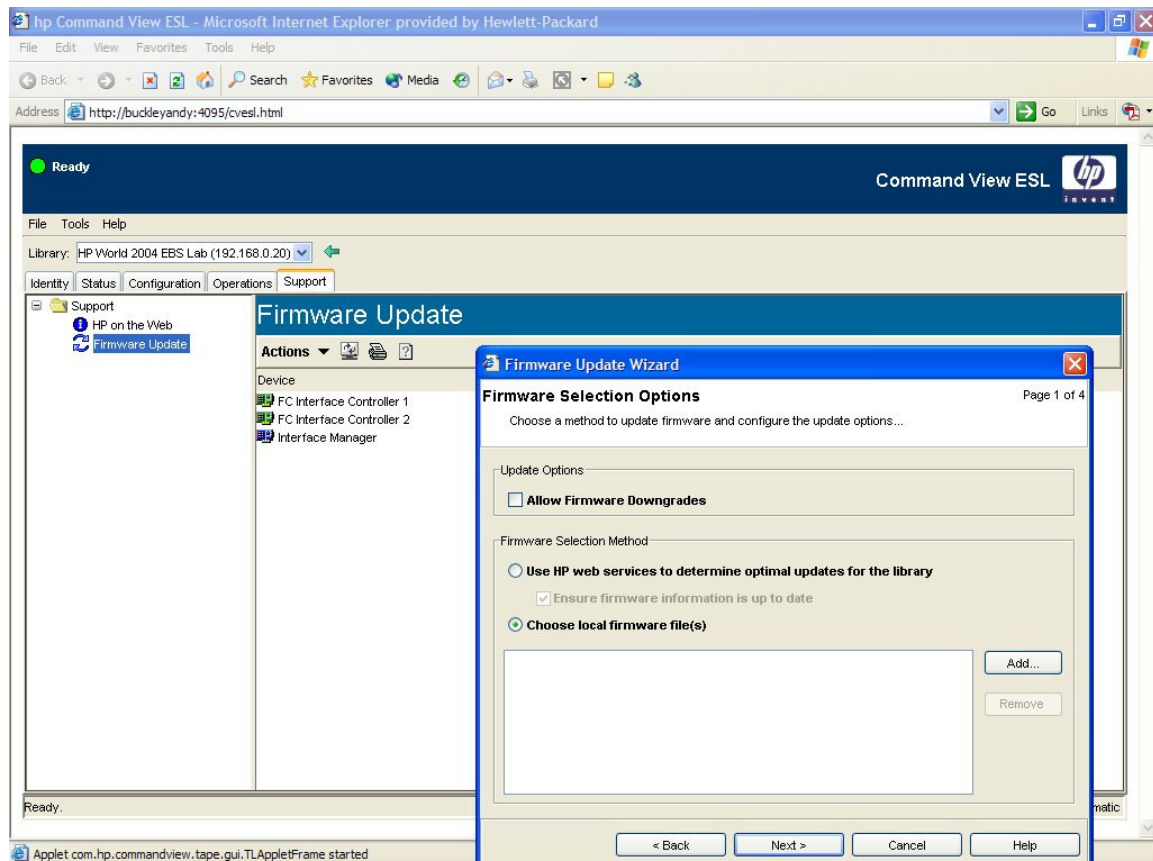 hp Command View ESL - Microsoft Internet Explorer provided by Hewlett-Packard
File Edit View Favorites Tools Help
Back Search Favorites Media
Address http://buckleyandy:4095/cvesl.html Go Links
Ready
Command View ESL
hp
invent
File Tools Help
Library: HP World 2004 EBS Lab (192.168.0.20)
Identity Status Configuration Operations Support
Support
HP on the Web
Firmware Update
Firmware Update
Actions
Device
FC Interface Controller 1
FC Interface Controller 2
Interface Manager
Firmware Update Wizard
Firmware Selection Options Page 1 of 4
Choose a method to update firmware and configure the update options...
Update Options
Allow Firmware Downgrades
Firmware Selection Method
Use HP web services to determine optimal updates for the library
Ensure firmware information is up to date
Choose local firmware file(s)
Add...
Remove
< Back Next > Cancel Help
Ready. matic
Applet com.hp.commandview.tape.gui.TLAppletFrame started